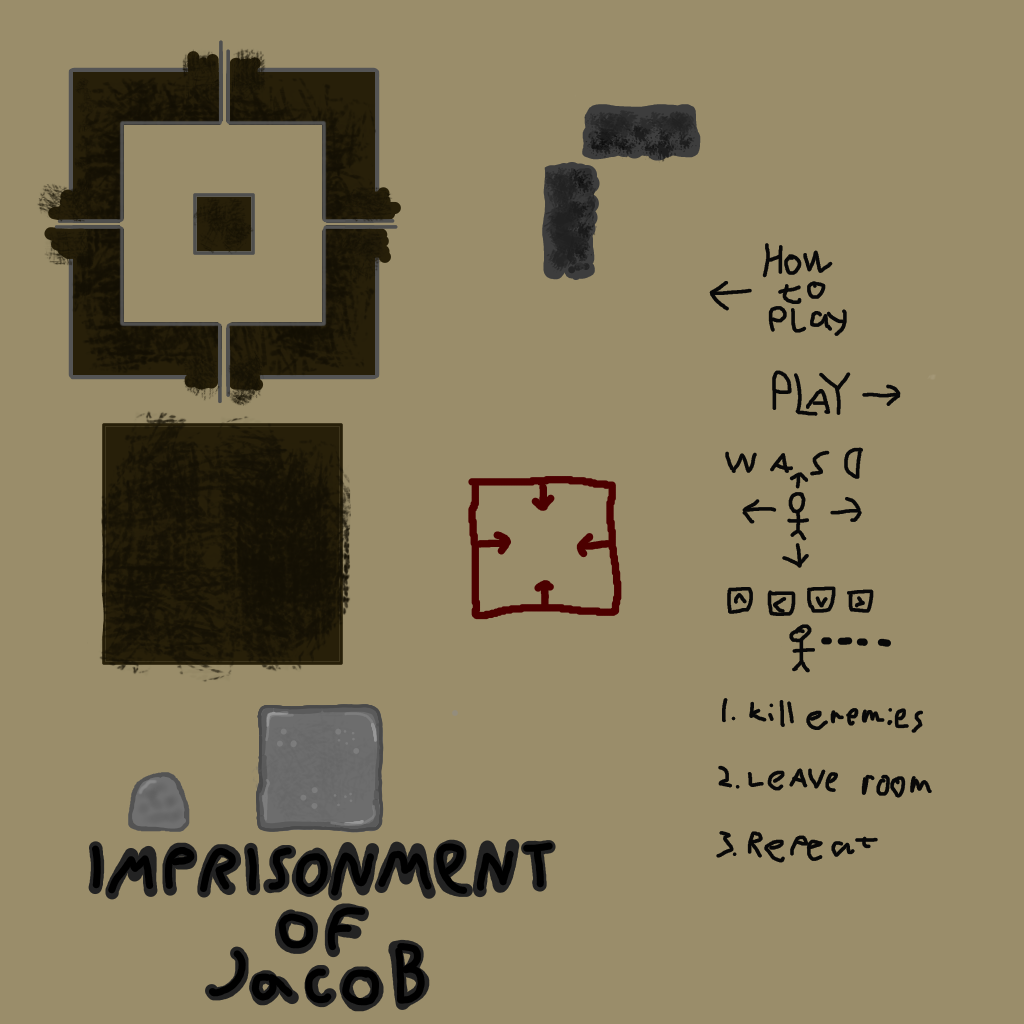 How
to
PLay
PLAY
W A S D
1. kill enemies
2. LeAVe room
3. Repeat
IMPRISONMeNT
OF
JacoB